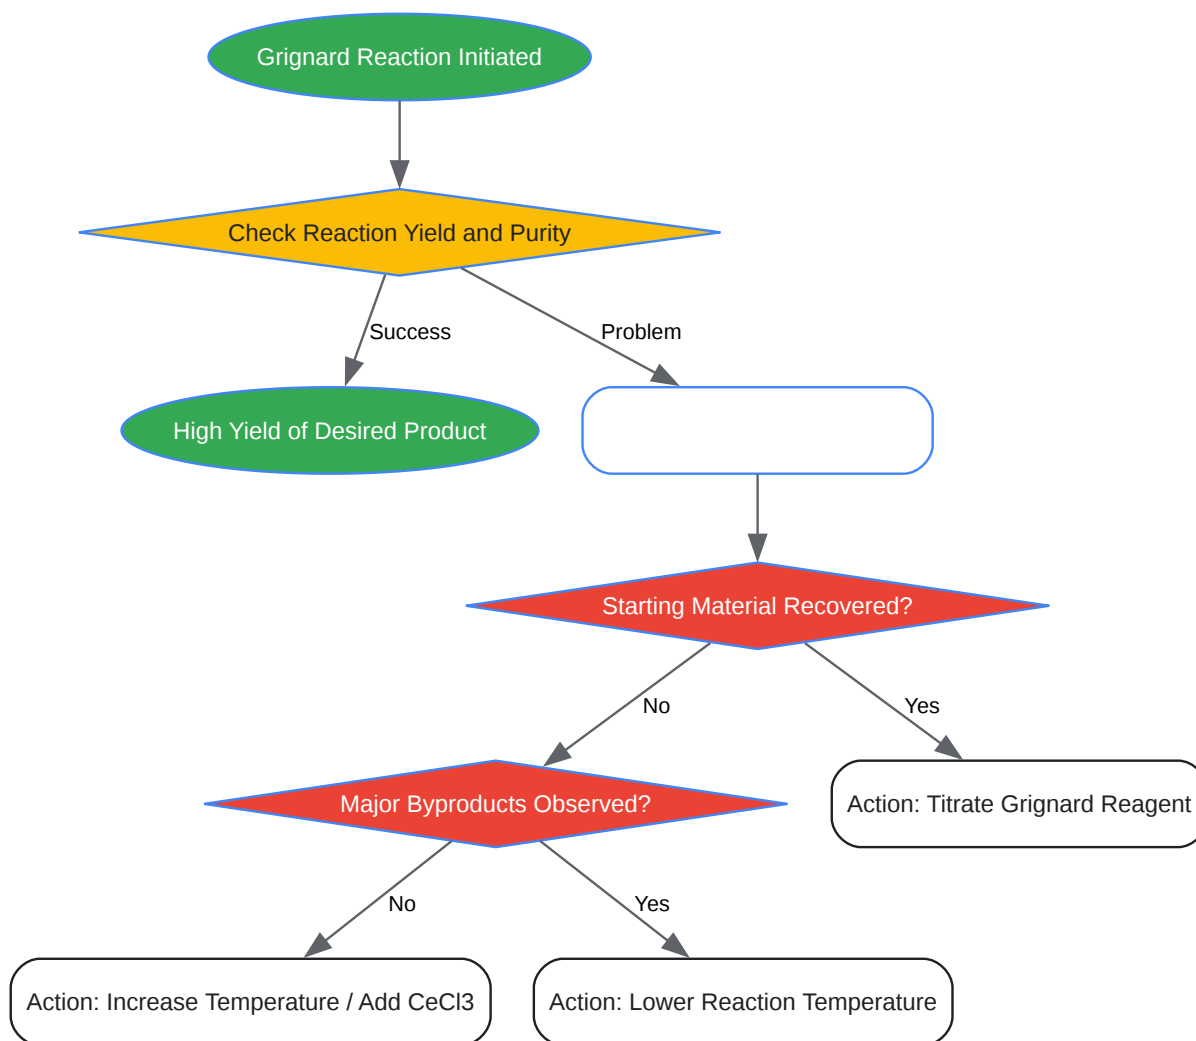 Grignard Reaction Initiated
Check Reaction Yield and Purity
Success
Problem
High Yield of Desired Product
Starting Material Recovered?
No
Yes
Major Byproducts Observed?
Action: Titrate Grignard Reagent
No
Yes
Action: Increase Temperature / Add CeCl3
Action: Lower Reaction Temperature